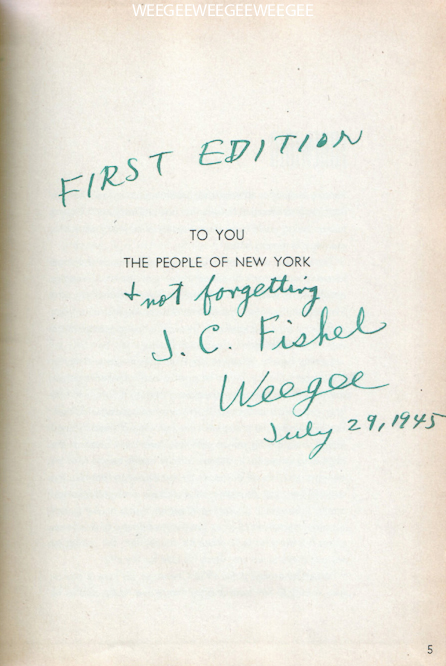 WEEGEEWEEGEEWEEGEE
FIRST EDITION
TO YOU
THE PEOPLE OF NEW YORK
+ not forgetting
J. C. Fishel
Weegee
July 29, 1945
5